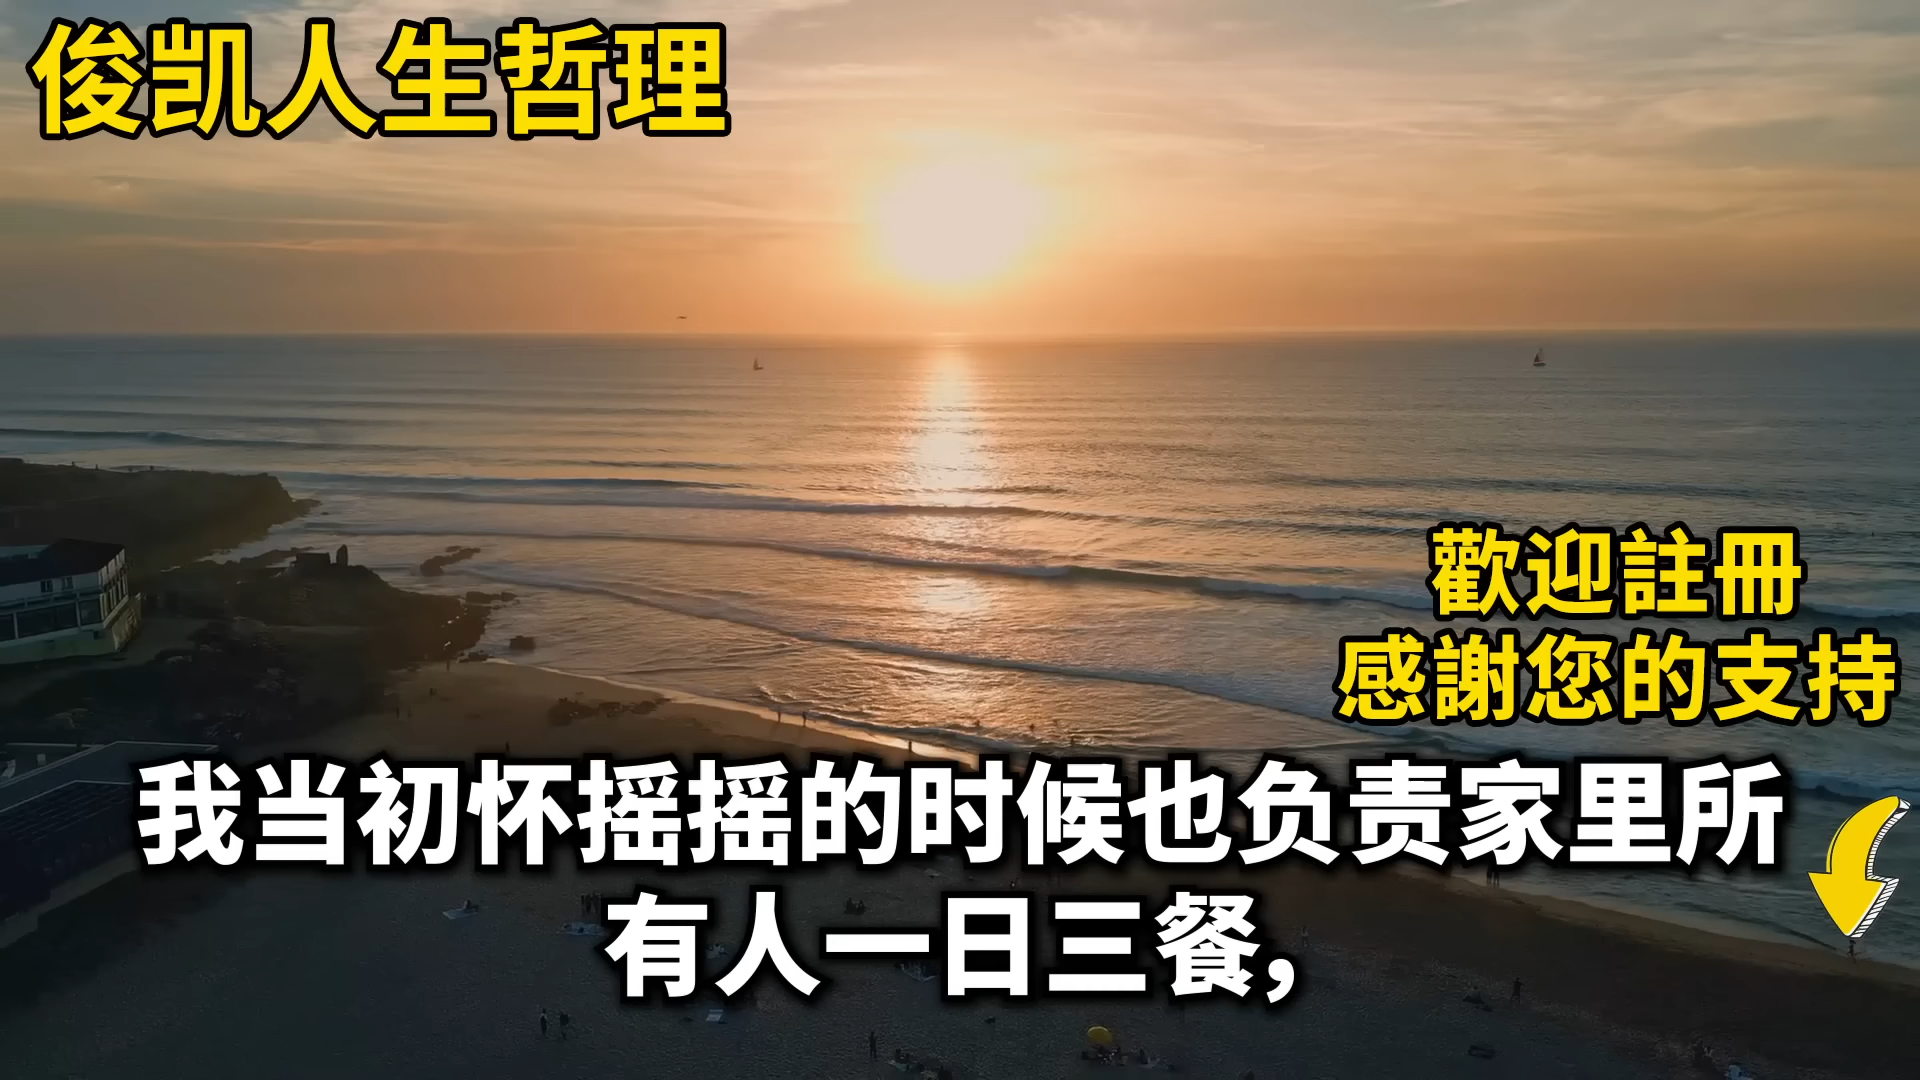 俊凯人生哲理
歡迎註冊
感謝您的支持
我当初怀摇摇的时候也负责家里所
有人一日三餐,